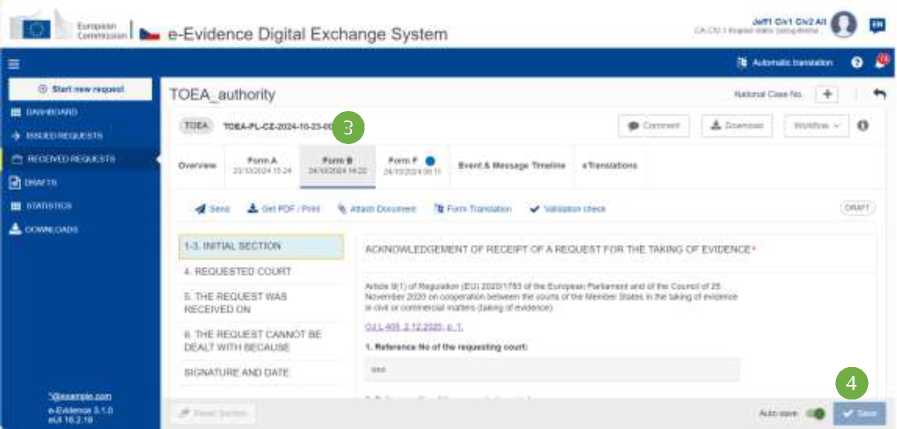 European
Commission
e-Evidence Digital Exchange System
Jeff1 Civ1 Civ2 All
EN
Automatic translation
Start new request
DASHBOARD
ISSUED REQUESTS
RECEIVED REQUESTS
DRAFTS
STATISTICS
DOWNLOADS
e-Evidence 3.1.0
eUI 16.2.18
TOEA_authority
National Case No.
+
TOEA
TOEA-PL-CZ-2024-10-23-00
3
Comment
Download
Workflow
Overview
Form A
23/10/2024 15:24
Form B
24/10/2024 14:22
Form F
24/10/2024 09:11
Event & Message Timeline
eTranslations
Send
Get PDF / Print
Attach Document
Form Translation
Validation check
DRAFT
1-3. INITIAL SECTION
4. REQUESTED COURT
5. THE REQUEST WAS
RECEIVED ON
6. THE REQUEST CANNOT BE
DEALT WITH BECAUSE
SIGNATURE AND DATE
ACKNOWLEDGEMENT OF RECEIPT OF A REQUEST FOR THE TAKING OF EVIDENCE*
Article 9(1) of Regulation (EU) 2020/1783 of the European Parliament and of the Council of 25
November 2020 on cooperation between the courts of the Member States in the taking of evidence
in civil or commercial matters (taking of evidence)
OJ L 405, 2.12.2020, p. 1.
1. Reference No of the requesting court:
Reset Section
Auto save
4
Save